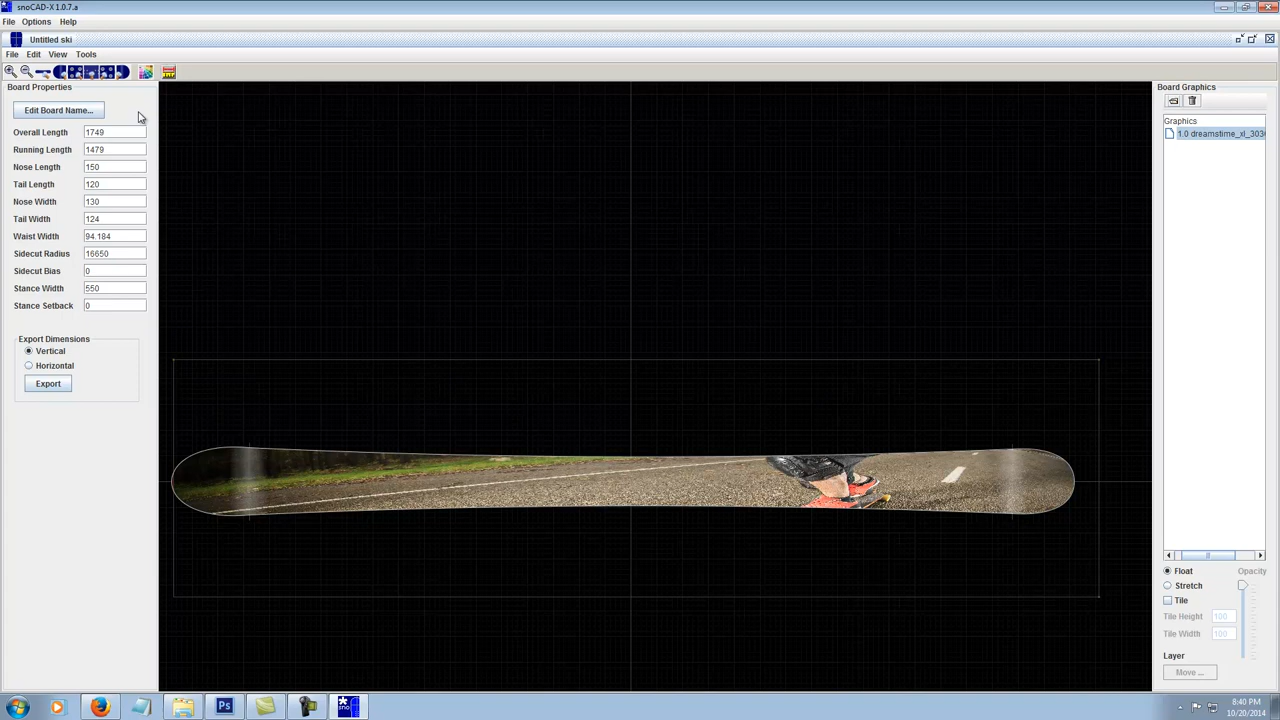 snoCAD-X 1.0.7.a
File Options Help
Untitled ski
File Edit View Tools
Board Properties
Edit Board Name...
Overall Length 1749
Running Length 1479
Nose Length 150
Tail Length 120
Nose Width 130
Tail Width 124
Waist Width 94.184
Sidecut Radius 16650
Sidecut Bias 0
Stance Width 550
Stance Setback 0
Export Dimensions
Vertical
Horizontal
Export
Board Graphics
Graphics
1.0 dreamstime_xl_303
Float Opacity
Stretch
Tile
Tile Height 100
Tile Width 100
Layer
Move ...
Ps
sno
8:40 PM
10/20/2014